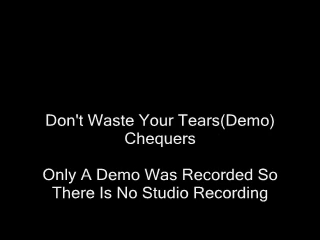 Don't Waste Your Tears(Demo)
Chequers
Only A Demo Was Recorded So
There Is No Studio Recording